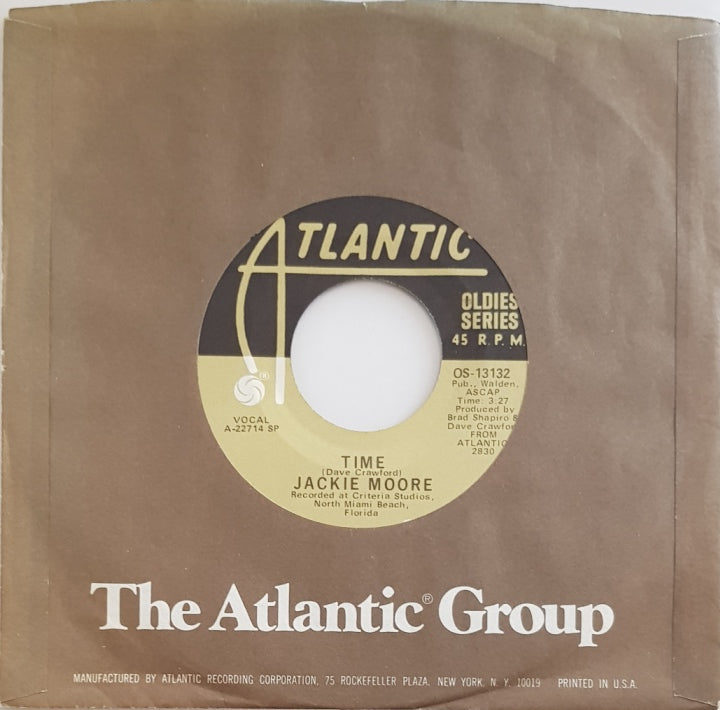 ATLANTIC
OLDIES
SERIES
45 R.P.M.
OS-13132
Pub., Walden,
ASCAP
Time: 3:27
Produced by
Brad Shapiro &
Dave Crawfor
FROM
ATLANTIC
2830
®
VOCAL
A-22714 SP
TIME
(Dave Crawford)
JACKIE MOORE
Recorded at Criteria Studios,
North Miami Beach,
Florida
The Atlantic® Group
MANUFACTURED BY ATLANTIC RECORDING CORPORATION, 75 ROCKEFELLER PLAZA, NEW YORK, N. Y. 10019 PRINTED IN U.S.A.